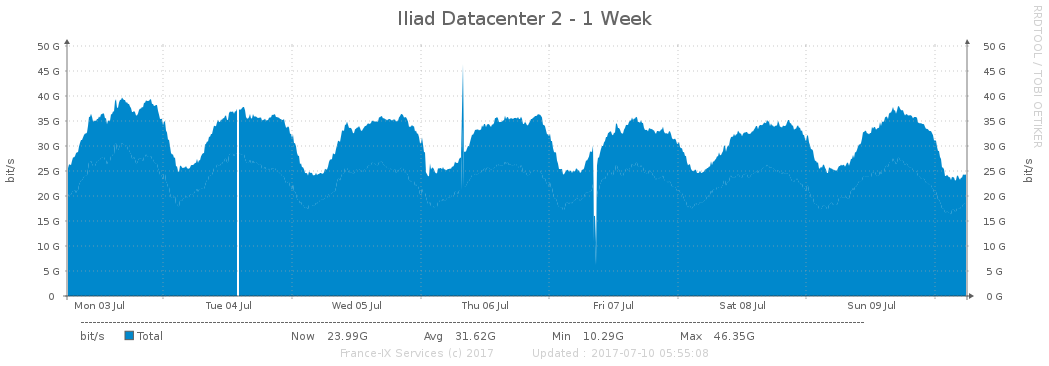 Iliad Datacenter 2 - 1 Week
RRDTOOL / TOBI OETIKER
bit/s
50 G
45 G
40 G
35 G
30 G
25 G
20 G
15 G
10 G
5 G
0
50 G
45 G
40 G
35 G
30 G
25 G
20 G
15 G
10 G
5 G
0 G
bit/s
Mon 03 Jul Tue 04 Jul Wed 05 Jul Thu 06 Jul Fri 07 Jul Sat 08 Jul Sun 09 Jul
bit/s Total Now 23.99G Avg 31.62G Min 10.29G Max 46.35G
France-IX Services (c) 2017 Updated : 2017-07-10 05:55:08